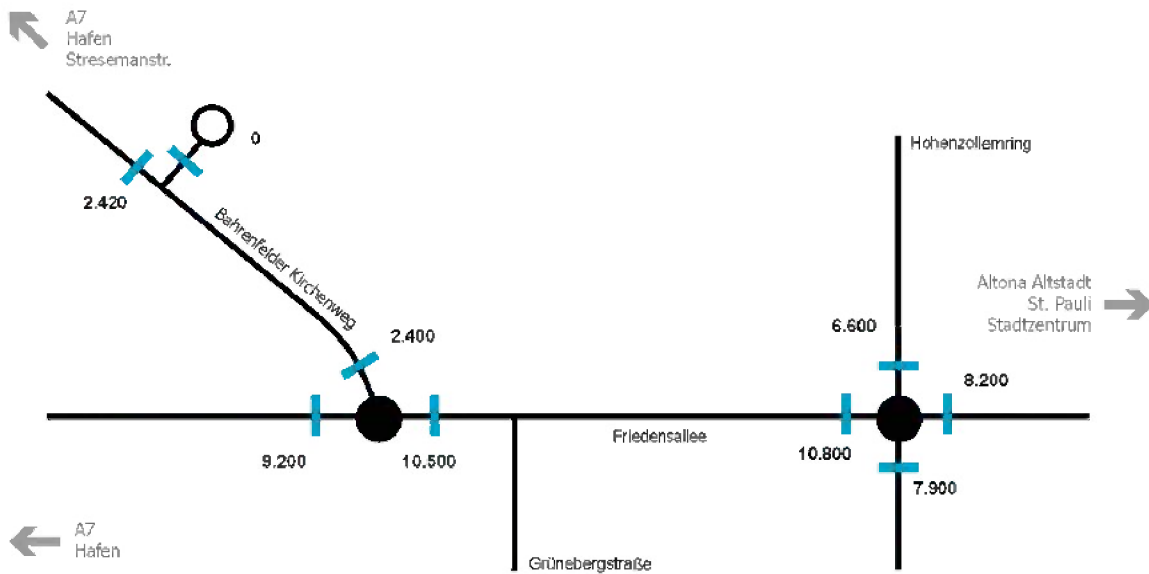 A7
Hafen
Stresemanstr.
0
Hohenzollernring
2.420
Bahrenfelder Kirchenweg
Altona Altstadt
St. Pauli
Stadtzentrum
6.600
2.400
8.200
Friedensallee
9.200
10.500
10.800
7.900
A7
Hafen
Grünebergstraße